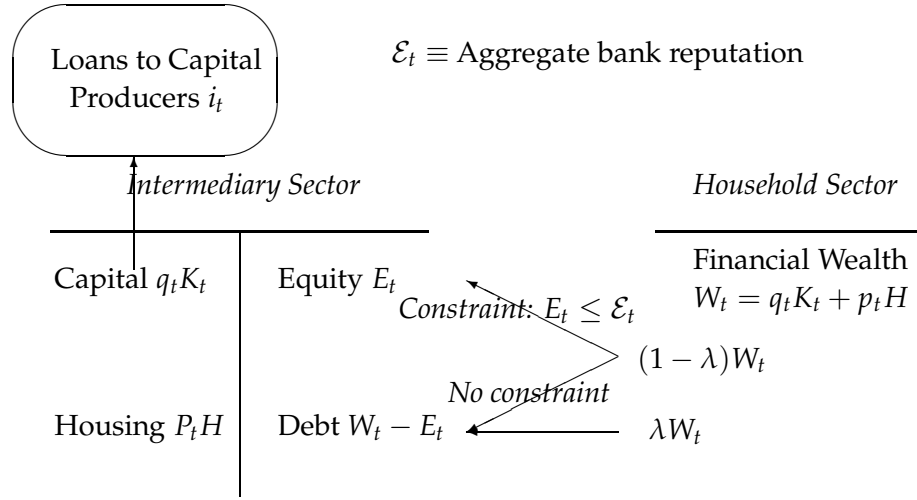 Loans to Capital
Producers i_t
ℰ_t ≡ Aggregate bank reputation
Intermediary Sector
Household Sector
Capital q_tK_t
Equity E_t
Constraint: E_t ≤ ℰ_t
Financial Wealth
W_t = q_tK_t + p_tH
(1 − λ)W_t
No constraint
Housing P_tH
Debt W_t − E_t
λW_t